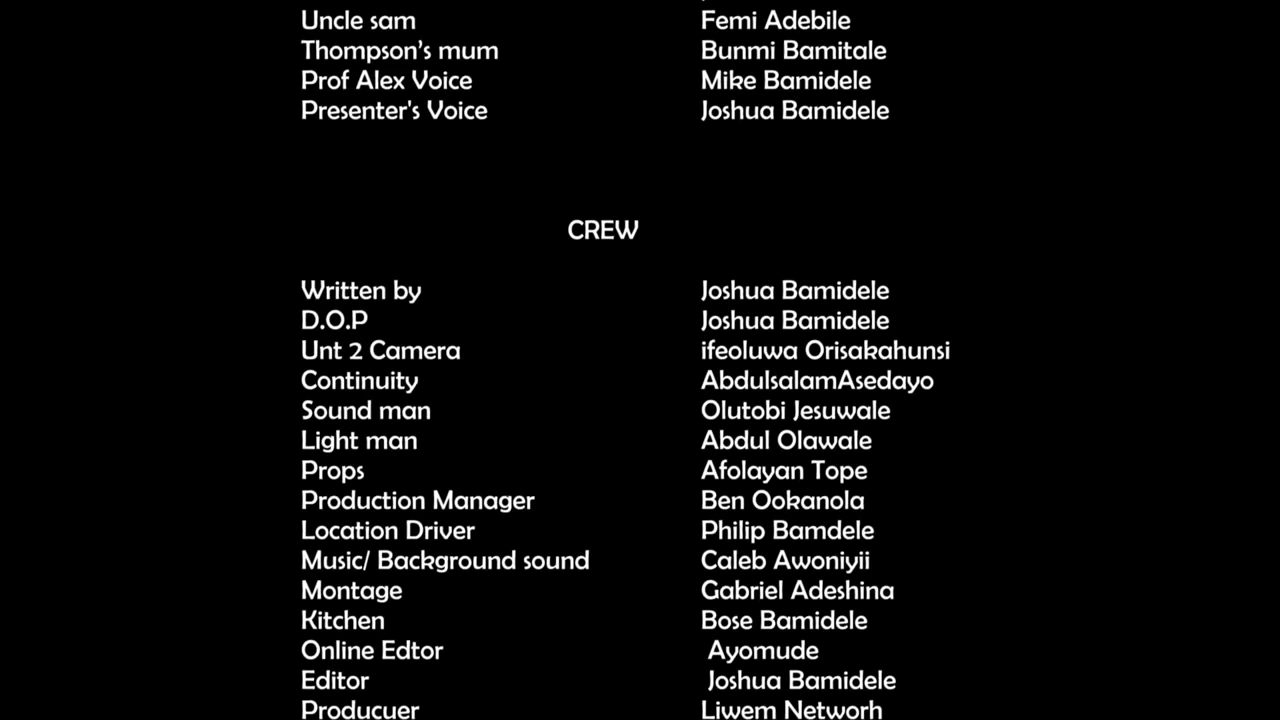 Uncle sam Femi Adebile
Thompson’s mum Bunmi Bamitale
Prof Alex Voice Mike Bamidele
Presenter's Voice Joshua Bamidele
CREW
Written by Joshua Bamidele
D.O.P Joshua Bamidele
Unt 2 Camera ifeoluwa Orisakahunsi
Continuity AbdulsalamAsedayo
Sound man Olutobi Jesuwale
Light man Abdul Olawale
Props Afolayan Tope
Production Manager Ben Ookanola
Location Driver Philip Bamdele
Music/ Background sound Caleb Awoniyii
Montage Gabriel Adeshina
Kitchen Bose Bamidele
Online Edtor Ayomude
Editor Joshua Bamidele
Producuer Liwem Networh